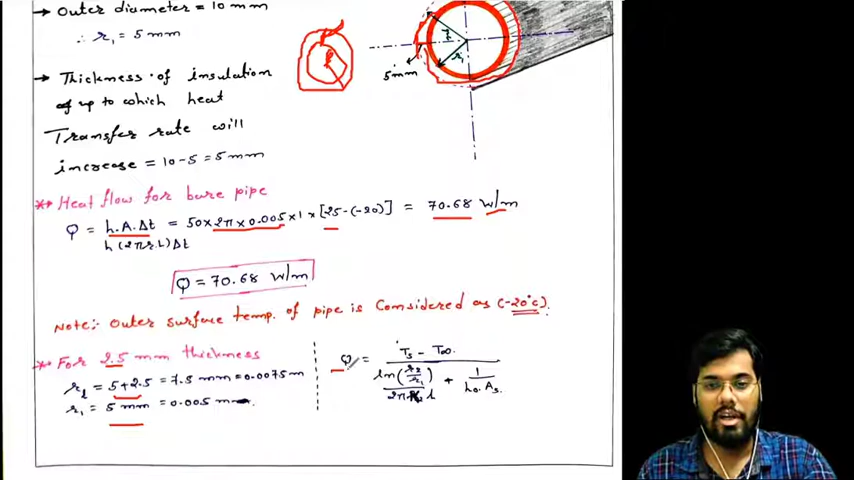 → Outer diameter = 10 mm
∴ r₁ = 5 mm
→ Thickness of insulation
of up to which heat
Transfer rate will
increase = 10-5 = 5 mm
r₁
5mm
** Heat flow for bare pipe
Q = h.A.Δt = 50×2π×0.005×1×[25-(-20)] = 70.68 W/m
h(2πr.L)Δt
Q = 70.68 W/m
Note:- Outer surface temp. of pipe is Considered as (-20°c).
** For 2.5 mm thickness
r₂ = 5+2.5 = 7.5 mm = 0.0075 m
r₁ = 5 mm = 0.005 m
Q = Ts - T∞
ln(r₂/r₁) + 1
2πk l h₀.As